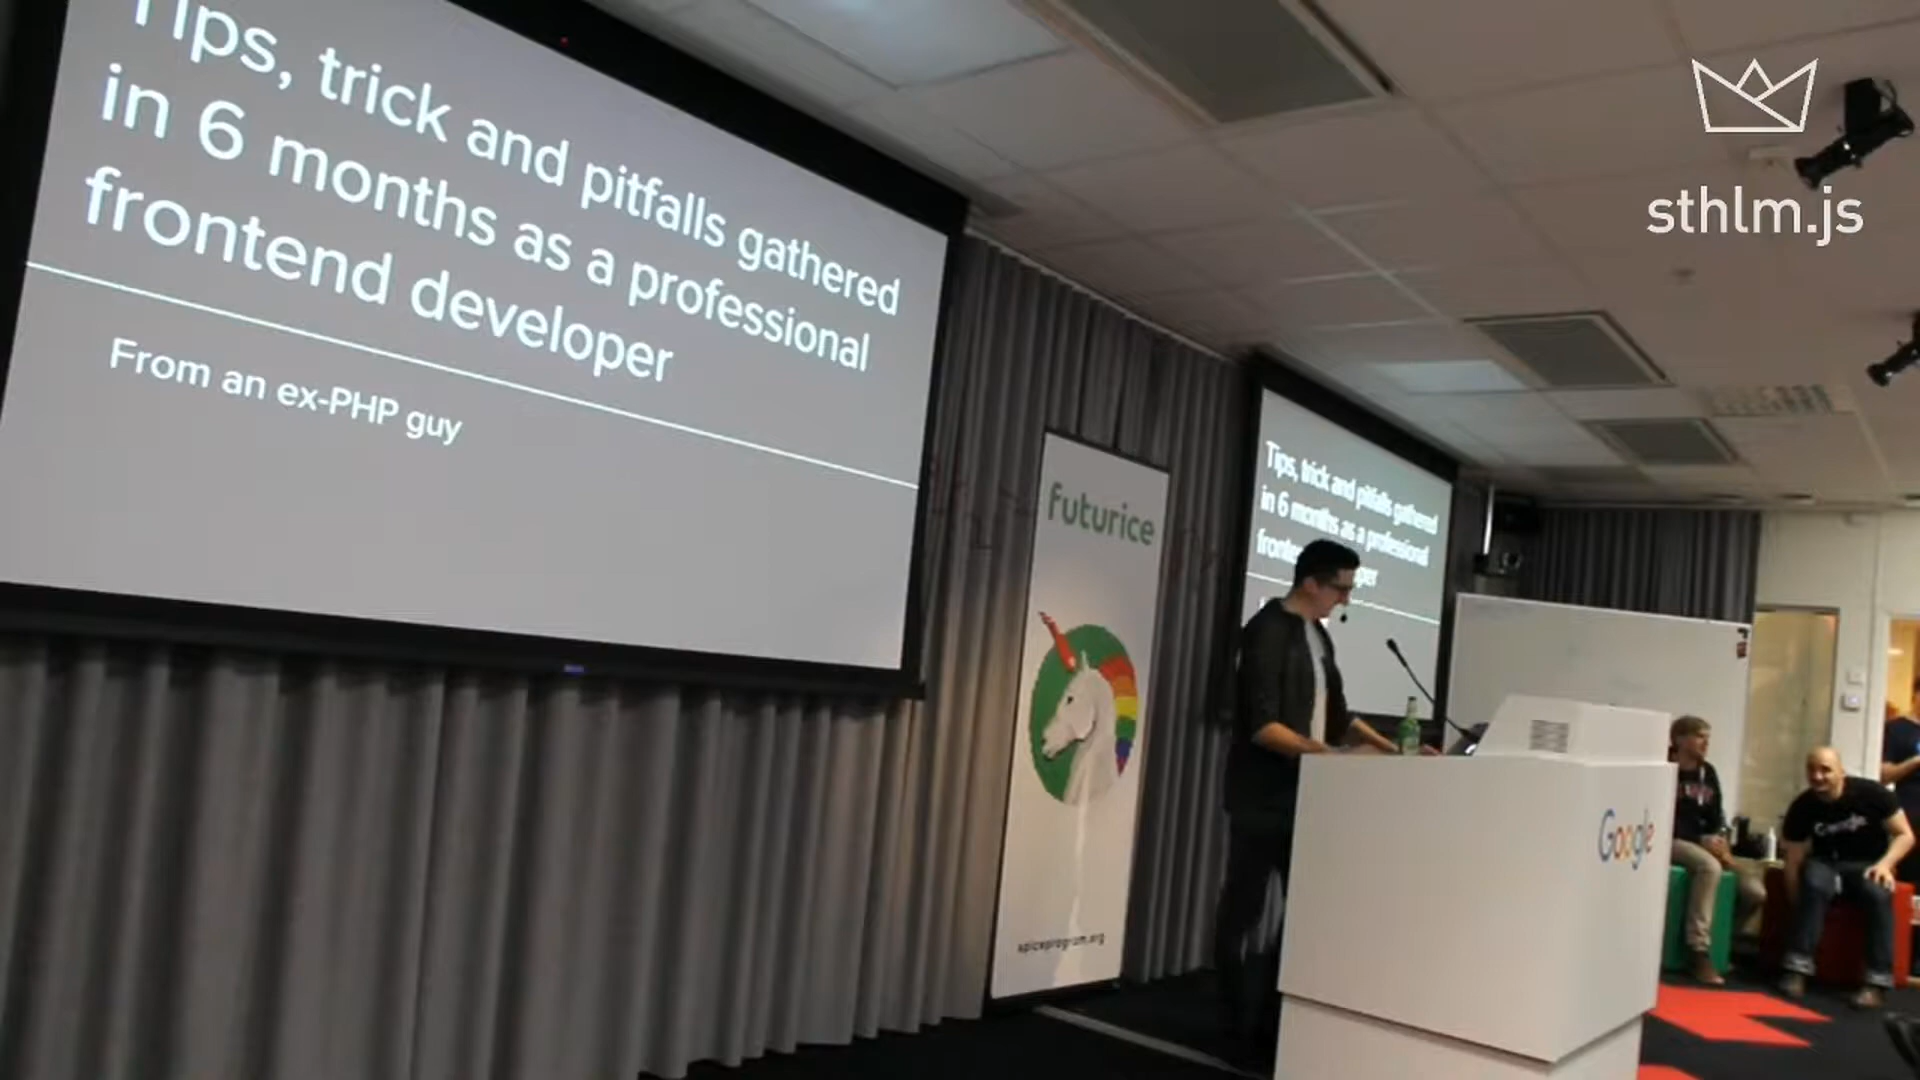 Tips, trick and pitfalls gathered
in 6 months as a professional
frontend developer
From an ex-PHP guy
sthlm.js
futurice
spiceprogram.org
Tips, trick and pitfalls gathered
in 6 months as a professional
Google
Google